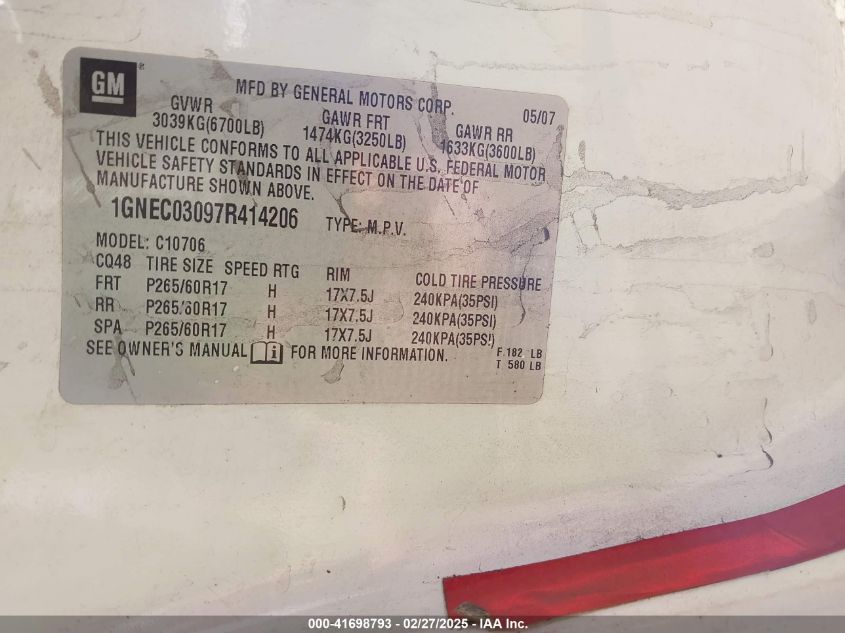 GM
MFD BY GENERAL MOTORS CORP. 05/07
GVWR GAWR FRT GAWR RR
3039KG(6700LB) 1474KG(3250LB) 1633KG(3600LB)
THIS VEHICLE CONFORMS TO ALL APPLICABLE U.S. FEDERAL MOTOR
VEHICLE SAFETY STANDARDS IN EFFECT ON THE DATE OF
MANUFACTURE SHOWN ABOVE.
1GNEC03097R414206 TYPE: M.P.V.
MODEL: C10706
CQ48 TIRE SIZE SPEED RTG RIM COLD TIRE PRESSURE
FRT P265/60R17 H 17X7.5J 240KPA(35PSI)
RR P265/60R17 H 17X7.5J 240KPA(35PSI)
SPA P265/60R17 H 17X7.5J 240KPA(35PSI)
SEE OWNER'S MANUAL FOR MORE INFORMATION.
F 182 LB
T 580 LB
000-41698793 - 02/27/2025 - IAA Inc.